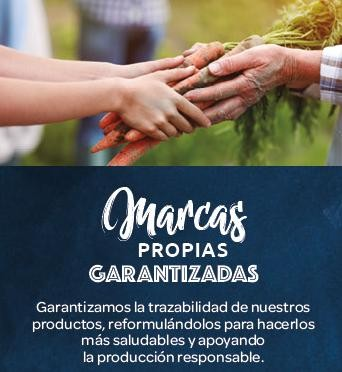 Marcas
PROPIAS
GARANTIZADAS
Garantizamos la trazabilidad de nuestros
productos, reformulándolos para hacerlos
más saludables y apoyando
la producción responsable.